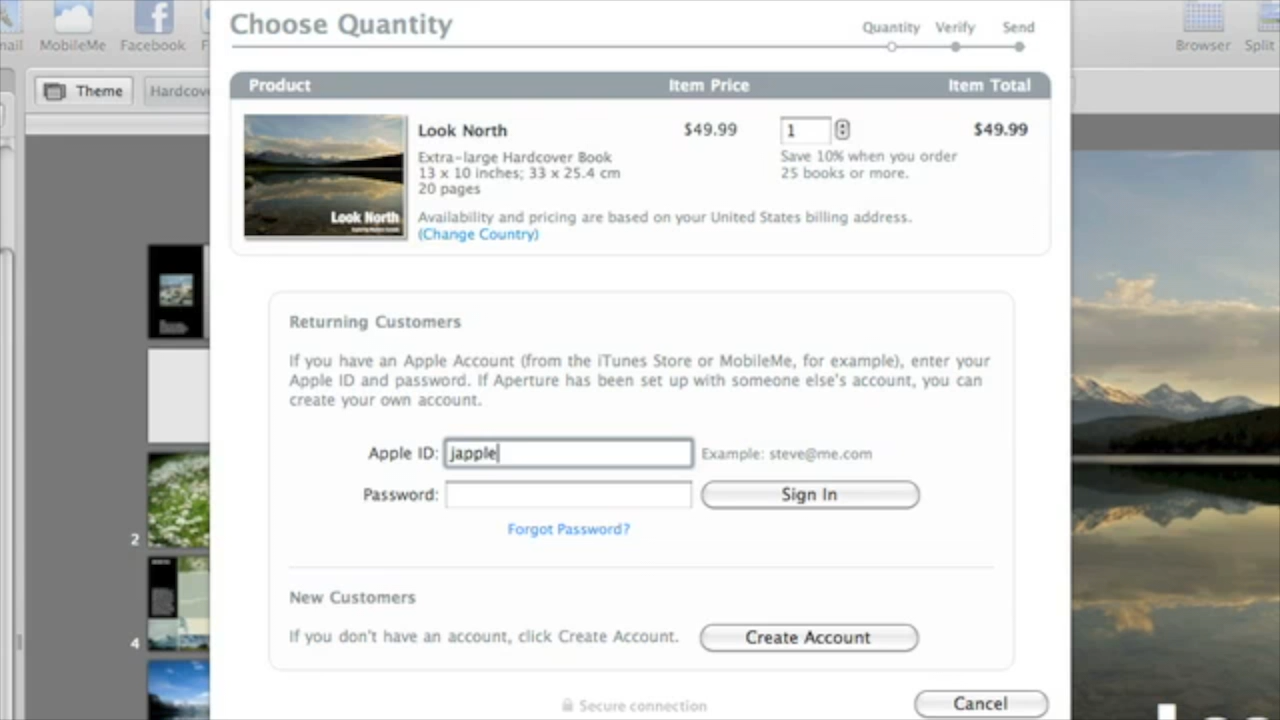 Choose Quantity
Quantity Verify Send
MobileMe Facebook
Browser Split
Theme
Product Item Price Item Total
Look North $49.99 1 $49.99
Extra-large Hardcover Book
13 x 10 inches; 33 x 25.4 cm
20 pages
Save 10% when you order
25 books or more.
Look North
Availability and pricing are based on your United States billing address.
(Change Country)
Returning Customers
If you have an Apple Account (from the iTunes Store or MobileMe, for example), enter your
Apple ID and password. If Aperture has been set up with someone else's account, you can
create your own account.
Apple ID: japple Example: steve@me.com
Password: Sign In
Forgot Password?
2
New Customers
If you don't have an account, click Create Account. Create Account
4
Secure connection Cancel